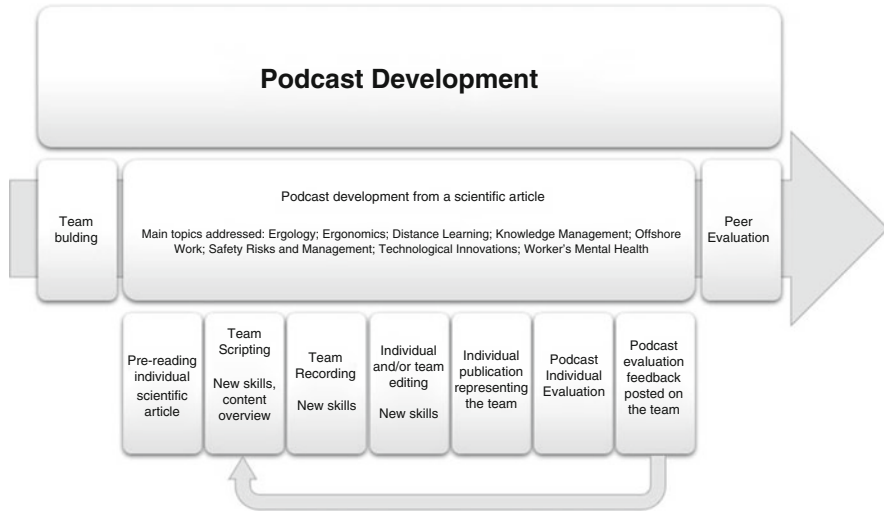 Podcast Development
Team
bulding
Podcast development from a scientific article
Main topics addressed: Ergology; Ergonomics; Distance Learning; Knowledge Management; Offshore
Work; Safety Risks and Management; Technological Innovations; Worker's Mental Health
Peer
Evaluation
Pre-reading
individual
scientific
article
Team
Scripting
New skills,
content
overview
Team
Recording
New skills
Individual
and/or team
editing
New skills
Individual
publication
representing
the team
Podcast
Individual
Evaluation
Podcast
evaluation
feedback
posted on
the team